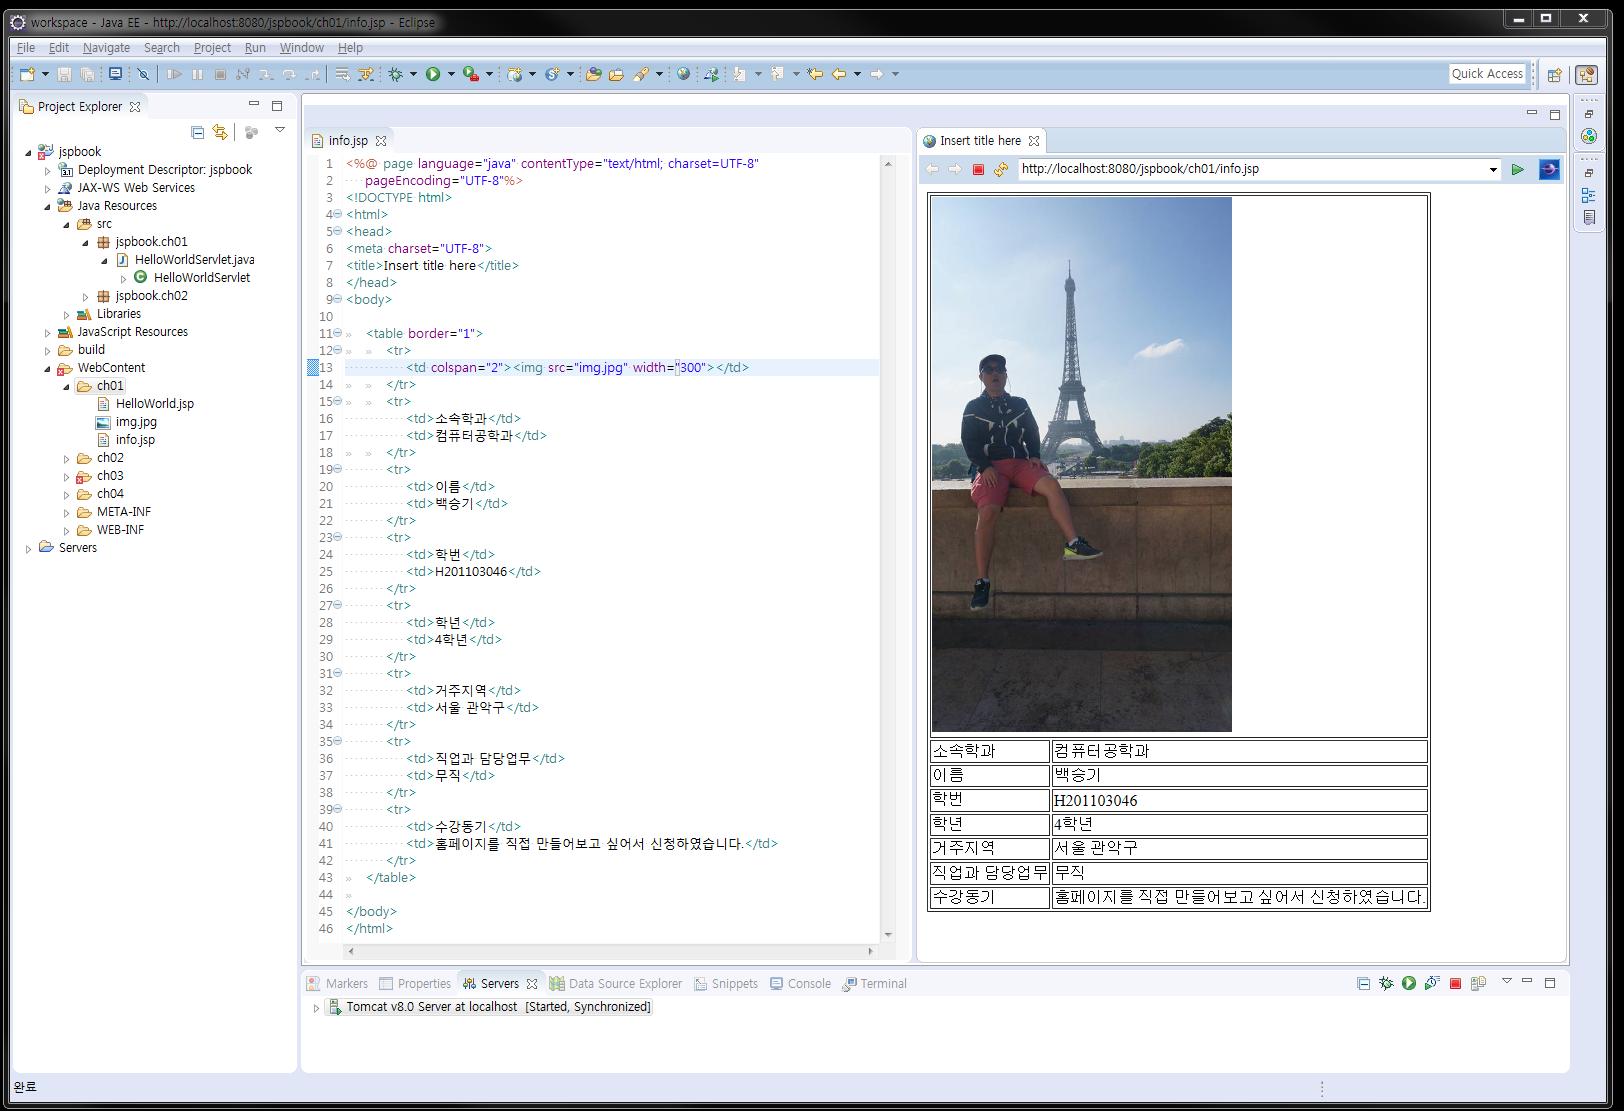 workspace - Java EE - http://localhost:8080/jspbook/ch01/info.jsp - Eclipse
File Edit Navigate Search Project Run Window Help
Quick Access
Project Explorer
jspbook
Deployment Descriptor: jspbook
JAX-WS Web Services
Java Resources
src
jspbook.ch01
HelloWorldServlet.java
HelloWorldServlet
jspbook.ch02
Libraries
JavaScript Resources
build
WebContent
ch01
HelloWorld.jsp
img.jpg
info.jsp
ch02
ch03
ch04
META-INF
WEB-INF
Servers
info.jsp
1 <%@ page language="java" contentType="text/html; charset=UTF-8"
2 pageEncoding="UTF-8"%>
3 <!DOCTYPE html>
4 <html>
5 <head>
6 <meta charset="UTF-8">
7 <title>Insert title here</title>
8 </head>
9 <body>
10
11 <table border="1">
12 <tr>
13 <td colspan="2"><img src="img.jpg" width="300"></td>
14 </tr>
15 <tr>
16 <td>소속학과</td>
17 <td>컴퓨터공학과</td>
18 </tr>
19 <tr>
20 <td>이름</td>
21 <td>백승기</td>
22 </tr>
23 <tr>
24 <td>학번</td>
25 <td>H201103046</td>
26 </tr>
27 <tr>
28 <td>학년</td>
29 <td>4학년</td>
30 </tr>
31 <tr>
32 <td>거주지역</td>
33 <td>서울 관악구</td>
34 </tr>
35 <tr>
36 <td>직업과 담당업무</td>
37 <td>무직</td>
38 </tr>
39 <tr>
40 <td>수강동기</td>
41 <td>홈페이지를 직접 만들어보고 싶어서 신청하였습니다.</td>
42 </tr>
43 </table>
44
45 </body>
46 </html>
Insert title here
http://localhost:8080/jspbook/ch01/info.jsp
소속학과 컴퓨터공학과
이름 백승기
학번 H201103046
학년 4학년
거주지역 서울 관악구
직업과 담당업무 무직
수강동기 홈페이지를 직접 만들어보고 싶어서 신청하였습니다.
Markers Properties Servers Data Source Explorer Snippets Console Terminal
Tomcat v8.0 Server at localhost [Started, Synchronized]
완료